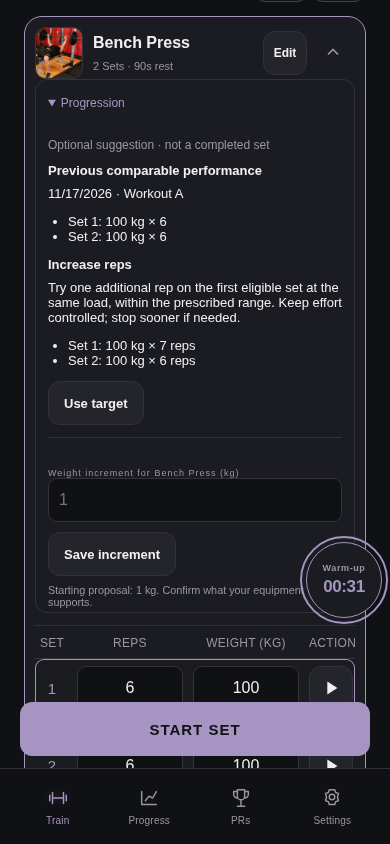 Bench Press
2 Sets · 90s rest
Edit
▼ Progression
Optional suggestion · not a completed set
Previous comparable performance
11/17/2026 · Workout A
• Set 1: 100 kg × 6
• Set 2: 100 kg × 6
Increase reps
Try one additional rep on the first eligible set at the
same load, within the prescribed range. Keep effort
controlled; stop sooner if needed.
• Set 1: 100 kg × 7 reps
• Set 2: 100 kg × 6 reps
Use target
Weight increment for Bench Press (kg)
1
Save increment
Starting proposal: 1 kg. Confirm what your equipment
supports.
Warm-up
00:31
SET REPS WEIGHT (KG) ACTION
1 6 100
START SET
2 6 100
Train Progress PRs Settings